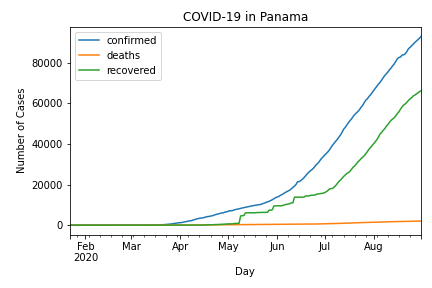 COVID-19 in Panama
confirmed
deaths
recovered
Number of Cases
80000
60000
40000
20000
0
Feb Mar Apr May Jun Jul Aug
2020
Day